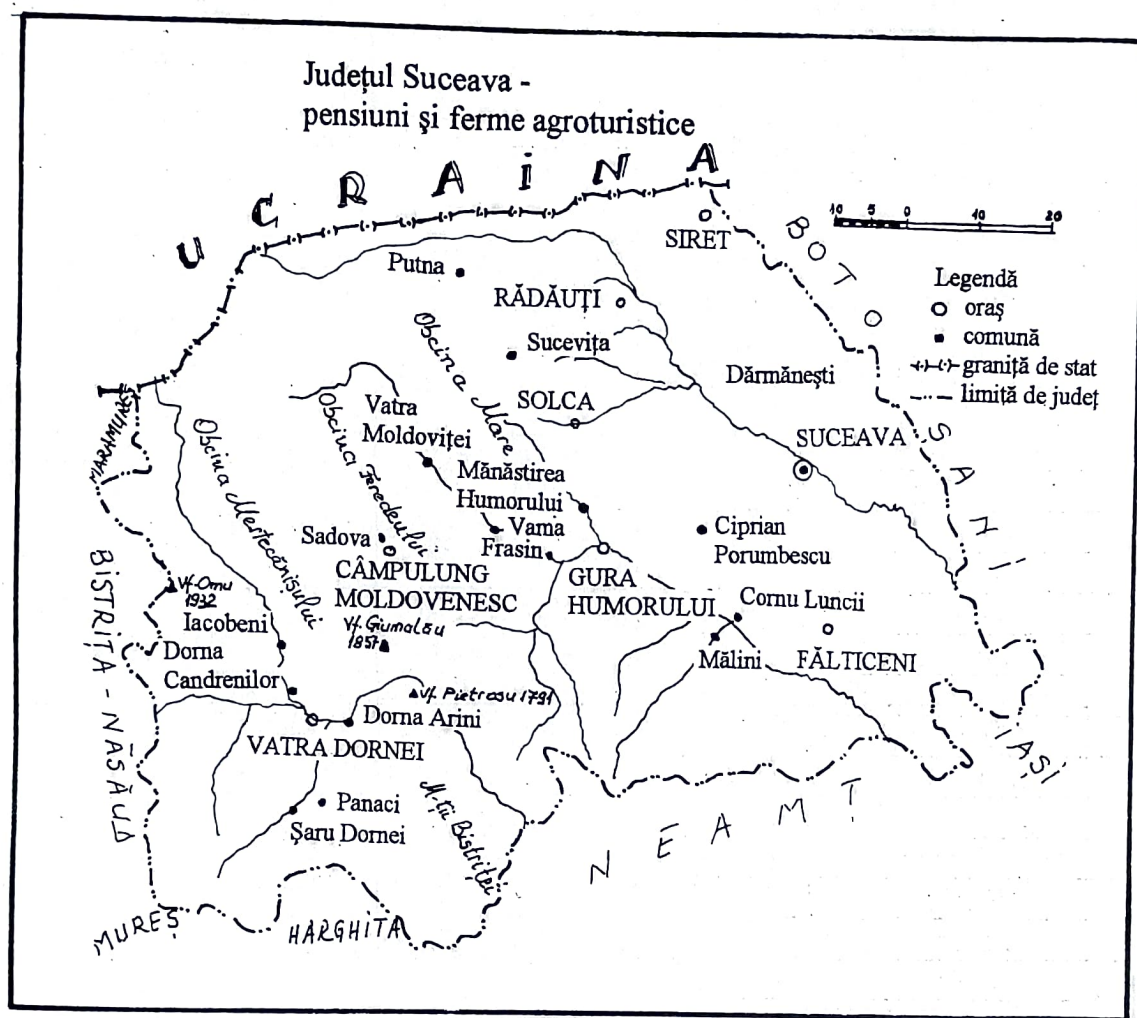 Județul Suceava -
pensiuni şi ferme agroturistice
UCRAINA
BOTOȘANI
10 5 0 10 20
SIRET
Putna
RĂDĂUȚI
Legendă
oraş
comună
graniță de stat
limită de județ
Obcina Mare
Sucevița
Dărmăneşti
SOLCA
Vatra
Moldoviței
Obcina Feredeului
MARAMUREȘ
Obcina Mestecănișului
SUCEAVA
Mănăstirea
Humorului
Vama
Sadova
Frasin
Ciprian
Porumbescu
CÂMPULUNG
MOLDOVENESC
GURA
HUMORULUI
BISTRIȚA - NĂSĂUD
Vf. Omu
1932
Vf. Giumalău
1857
Iacobeni
Cornu Luncii
Dorna
Candrenilor
Mălini
FĂLTICENI
Vf. Pietrosu 1791
Dorna Arini
VATRA DORNEI
IAȘI
M-ții Bistriței
Panaci
Şaru Dornei
NEAMȚ
MUREȘ
HARGHITA